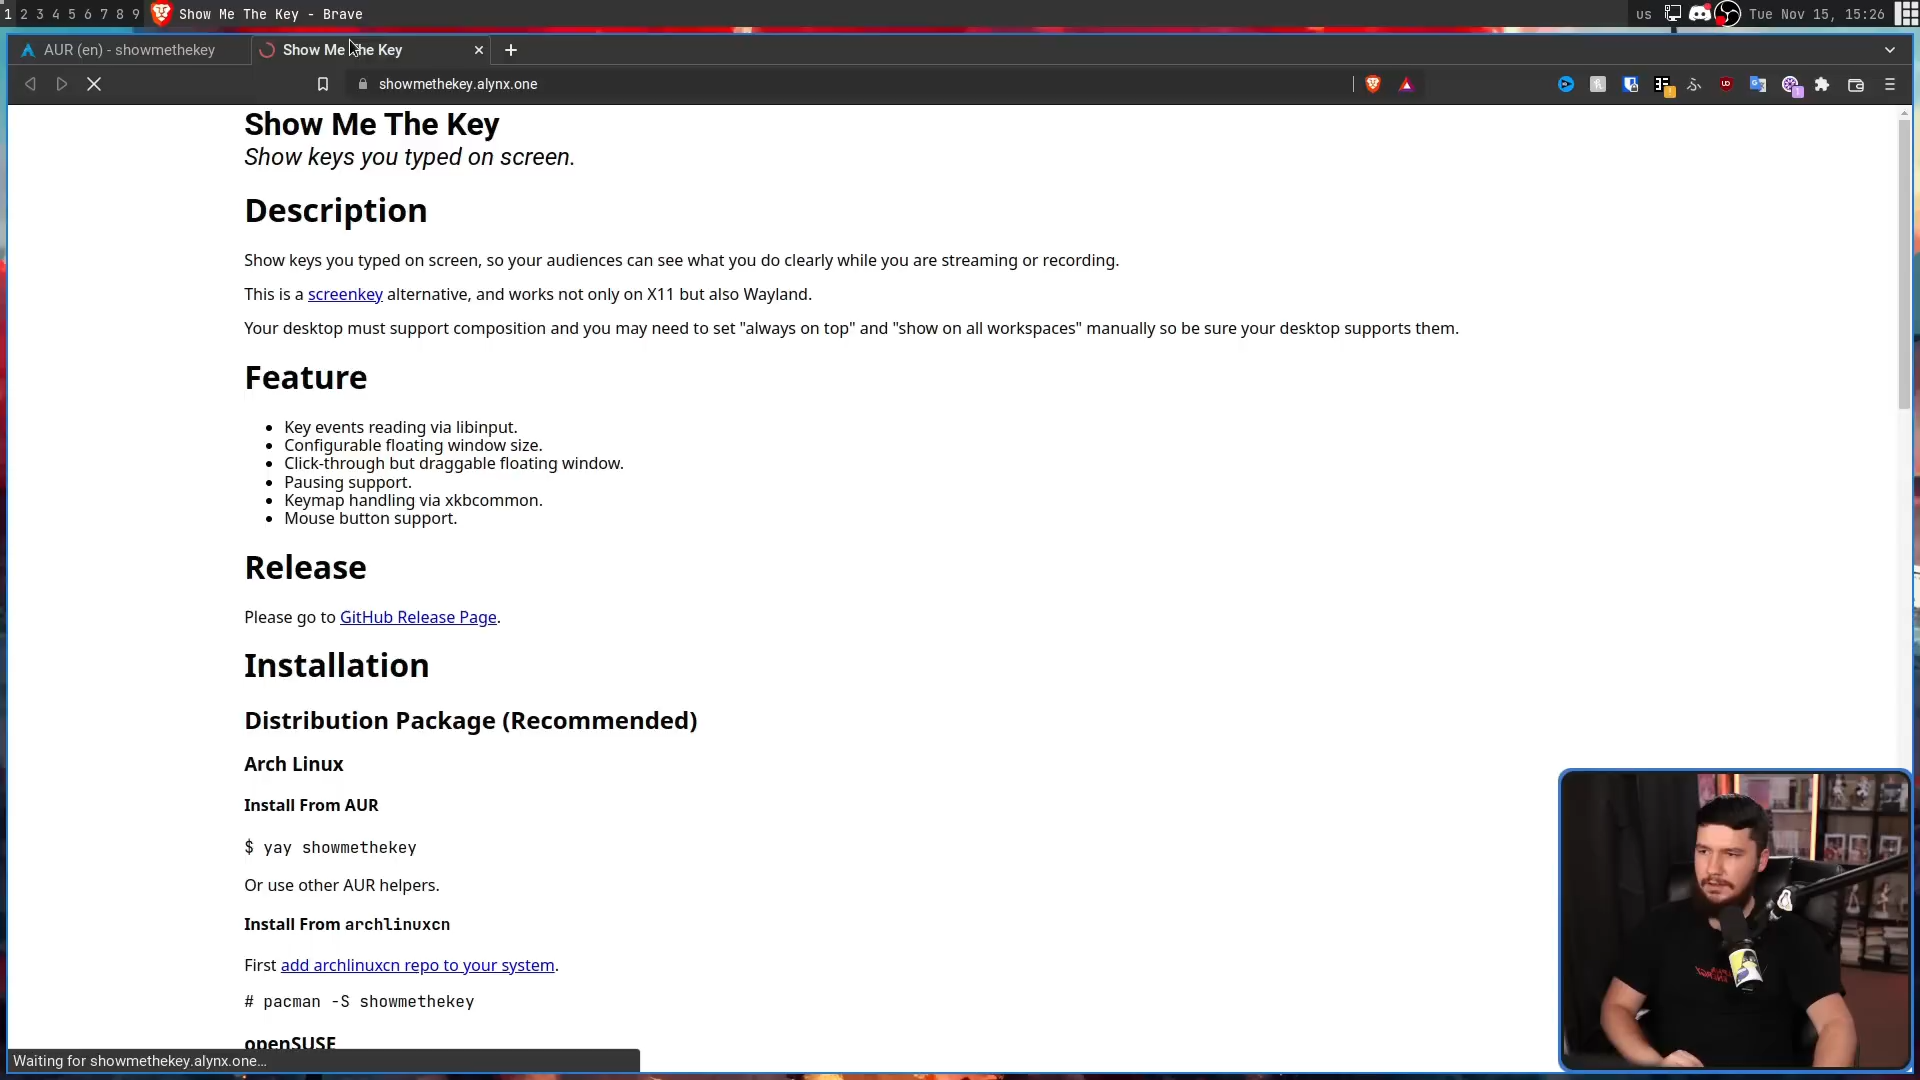 1 2 3 4 5 6 7 8 9 Show Me The Key - Brave
us Tue Nov 15, 15:26
AUR (en) - showmethekey
Show Me The Key
showmethekey.alynx.one
Show Me The Key
Show keys you typed on screen.
Description
Show keys you typed on screen, so your audiences can see what you do clearly while you are streaming or recording.
This is a screenkey alternative, and works not only on X11 but also Wayland.
Your desktop must support composition and you may need to set "always on top" and "show on all workspaces" manually so be sure your desktop supports them.
Feature
Key events reading via libinput.
Configurable floating window size.
Click-through but draggable floating window.
Pausing support.
Keymap handling via xkbcommon.
Mouse button support.
Release
Please go to GitHub Release Page.
Installation
Distribution Package (Recommended)
Arch Linux
Install From AUR
$ yay showmethekey
Or use other AUR helpers.
Install From archlinuxcn
First add archlinuxcn repo to your system.
# pacman -S showmethekey
openSUSE
Waiting for showmethekey.alynx.one...